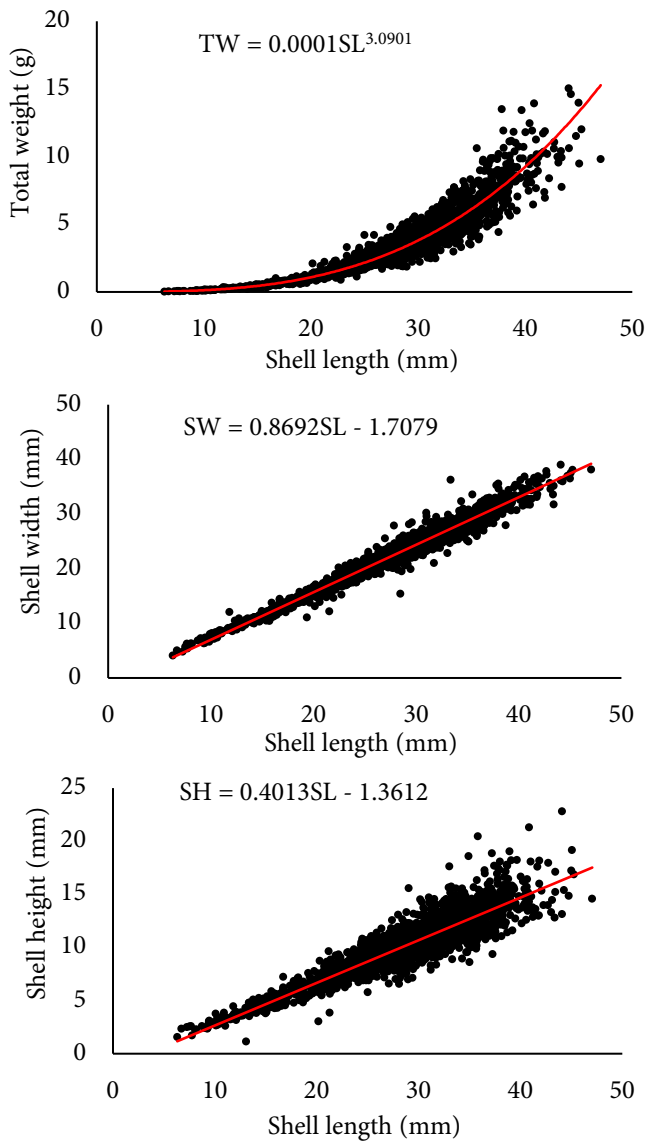 TW = 0.0001SL^3.0901
Total weight (g)
20
15
10
5
0
0 10 20 30 40 50
Shell length (mm)
SW = 0.8692SL - 1.7079
Shell width (mm)
50
40
30
20
10
0
0 10 20 30 40 50
Shell length (mm)
SH = 0.4013SL - 1.3612
Shell height (mm)
25
20
15
10
5
0
0 10 20 30 40 50
Shell length (mm)